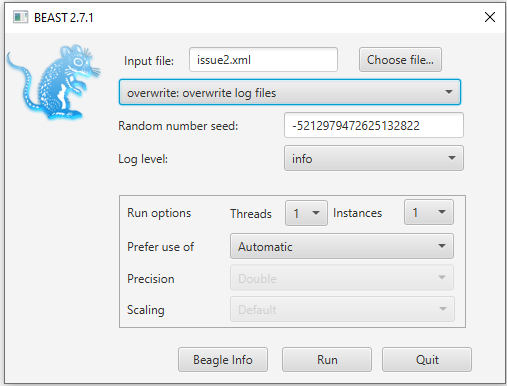 BEAST 2.7.1
Input file: issue2.xml Choose file...
overwrite: overwrite log files
Random number seed: -5212979472625132822
Log level: info
Run options Threads 1 Instances 1
Prefer use of Automatic
Precision Double
Scaling Default
Beagle Info Run Quit